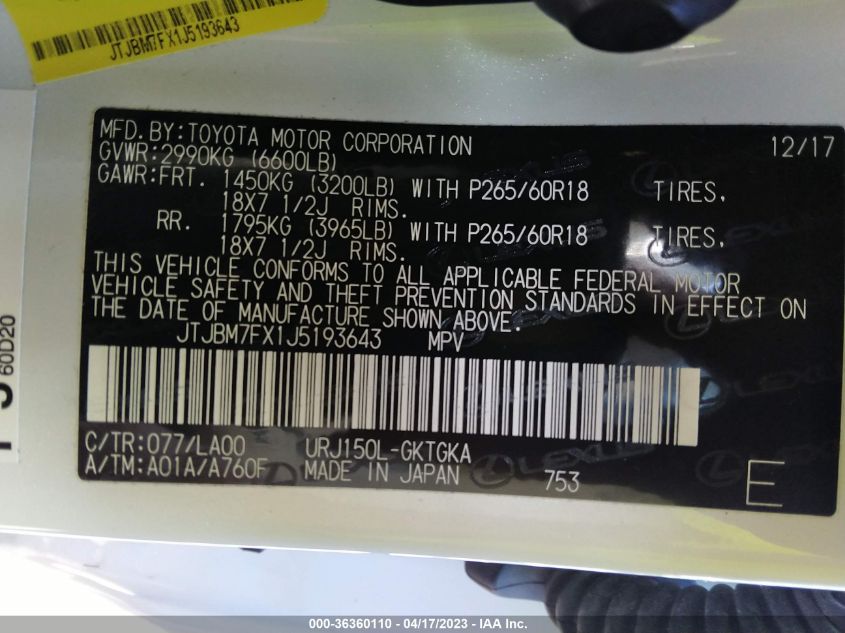 JTJBM7FX1J5193643
MFD.BY:TOYOTA MOTOR CORPORATION 12/17
GVWR:2990KG (6600LB)
GAWR:FRT. 1450KG (3200LB) WITH P265/60R18 TIRES,
18X7 1/2J RIMS.
RR. 1795KG (3965LB) WITH P265/60R18 TIRES,
18X7 1/2J RIMS.
THIS VEHICLE CONFORMS TO ALL APPLICABLE FEDERAL MOTOR
VEHICLE SAFETY AND THEFT PREVENTION STANDARDS IN EFFECT ON
THE DATE OF MANUFACTURE SHOWN ABOVE.
JTJBM7FX1J5193643 MPV
C/TR:077/LA00 URJ150L-GKTGKA
A/TM:A01A/A760F MADE IN JAPAN 753 E
LEXUS
60D20
000-36360110 - 04/17/2023 - IAA Inc.